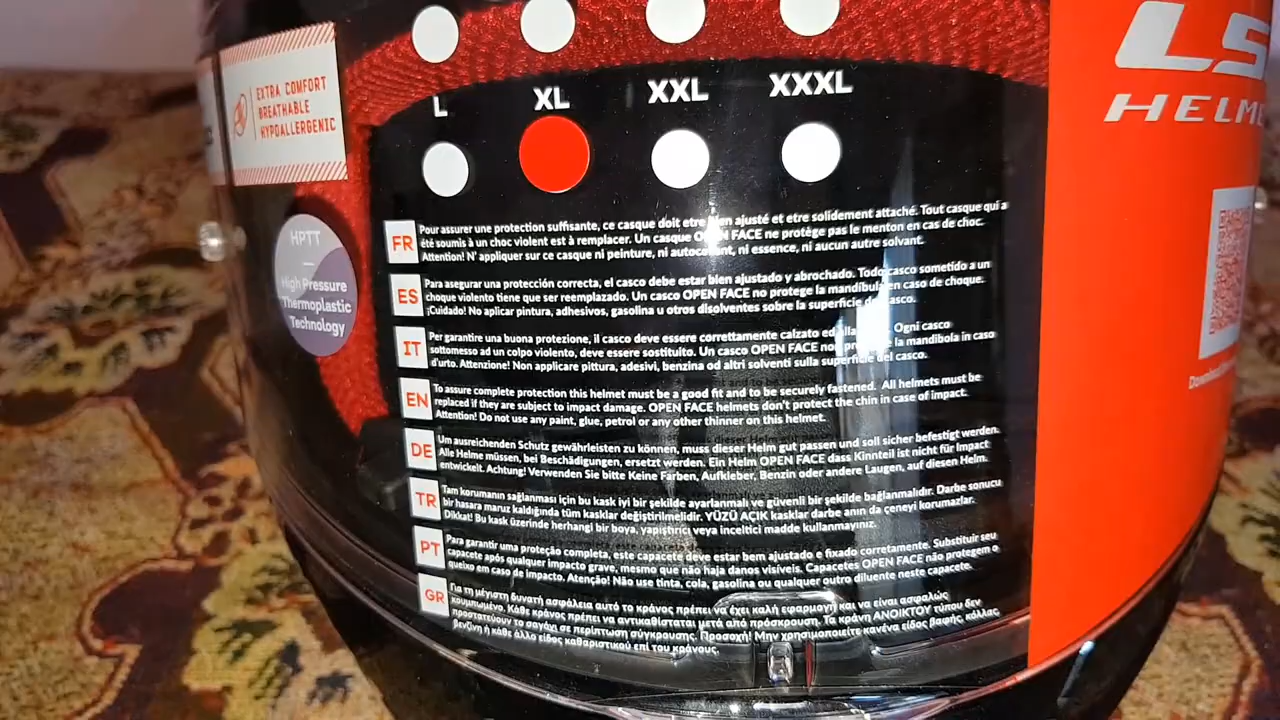 LS
HELME
EXTRA COMFORT
BREATHABLE
HYPOALLERGENIC
L XL XXL XXXL
HPTT
High Pressure
Thermoplastic
Technology
FR
Pour assurer une protection suffisante, ce casque doit etre bien ajusté et etre solidement attaché. Tout casque qui a
été soumis à un choc violent est à remplacer. Un casque OPEN FACE ne protège pas le menton en cas de choc.
Attention! N' appliquer sur ce casque ni peinture, ni autocollant, ni essence, ni aucun autre solvant.
ES
Para asegurar una protección correcta, el casco debe estar bien ajustado y abrochado. Todo casco sometido a un
choque violento tiene que ser reemplazado. Un casco OPEN FACE no protege la mandíbula en caso de choque.
¡Cuidado! No aplicar pintura, adhesivos, gasolina u otros disolventes sobre la superficie del casco.
IT
Per garantire una buona protezione, il casco deve essere correttamente calzato ed Ogni casco
sottomesso ad un colpo violento, deve essere sostituito. Un casco OPEN FACE non la mandibola in caso
d'urto. Attenzione! Non applicare pittura, adesivi, benzina od altri solventi sulla superficie del casco.
EN
To assure complete protection this helmet must be a good fit and to be securely fastened. All helmets must be
replaced if they are subject to impact damage. OPEN FACE helmets don't protect the chin in case of impact.
Attention! Do not use any paint, glue, petrol or any other thinner on this helmet.
DE
Um ausreichenden Schutz gewährleisten zu können, muss dieser Helm gut passen und soll sicher befestigt werden.
Alle Helme müssen, bei Beschädigungen, ersetzt werden. Ein Helm OPEN FACE dass Kinnteil ist nicht für Impact
entwickelt. Achtung! Verwenden Sie bitte Keine Farben, Aufkleber, Benzin oder andere Laugen, auf diesen Helm.
TR
Tam korumanın sağlanması için bu kask iyi bir şekilde ayarlanmalı ve güvenli bir şekilde bağlanmalıdır. Darbe sonucu
bir hasara maruz kaldığında tüm kasklar değiştirilmelidir. YÜZÜ AÇIK kasklar darbe anın da çeneyi korumazlar.
Dikkat! Bu kask üzerinde herhangi bir boya, yapıştırıcı veya inceltici madde kullanmayınız.
PT
Para garantir uma proteção completa, este capacete deve estar bem ajustado e fixado corretamente. Substituir seu
capacete após qualquer impacto grave, mesmo que não haja danos visíveis. Capacetes OPEN FACE não protegem o
queixo em caso de impacto. Atenção! Não use tinta, cola, gasolina ou qualquer outro diluente neste capacete.
GR
Για τη μέγιστη δυνατή ασφάλεια αυτό το κράνος πρέπει να έχει καλή εφαρμογή και να είναι ασφαλώς
κουμπωμένο. Κάθε κράνος πρέπει να αντικαθίσταται μετά από πρόσκρουση. Τα κράνη ΑΝΟΙΚΤΟΥ τύπου δεν
προστατεύουν το σαγόνι σε περίπτωση σύγκρουσης. Προσοχή! Μην χρησιμοποιείτε κανένα είδος βαφής, κόλλας,
βενζίνη ή κάθε άλλο είδος καθαριστικού επί του κράνους.
Download